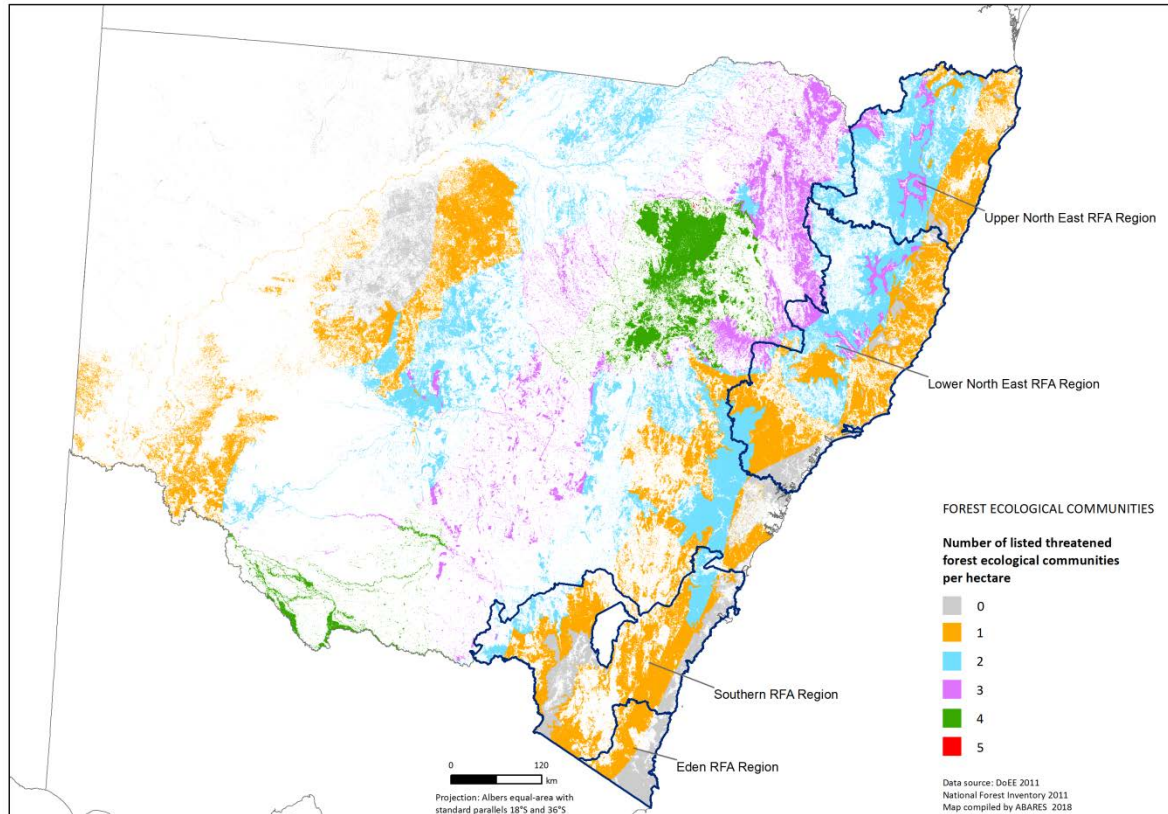 Upper North East RFA Region
Lower North East RFA Region
Southern RFA Region
Eden RFA Region
FOREST ECOLOGICAL COMMUNITIES
Number of listed threatened
forest ecological communities
per hectare
0
1
2
3
4
5
0 120
km
Projection: Albers equal-area with
standard parallels 18°S and 36°S
Data source: DoEE 2011
National Forest Inventory 2011
Map compiled by ABARES 2018